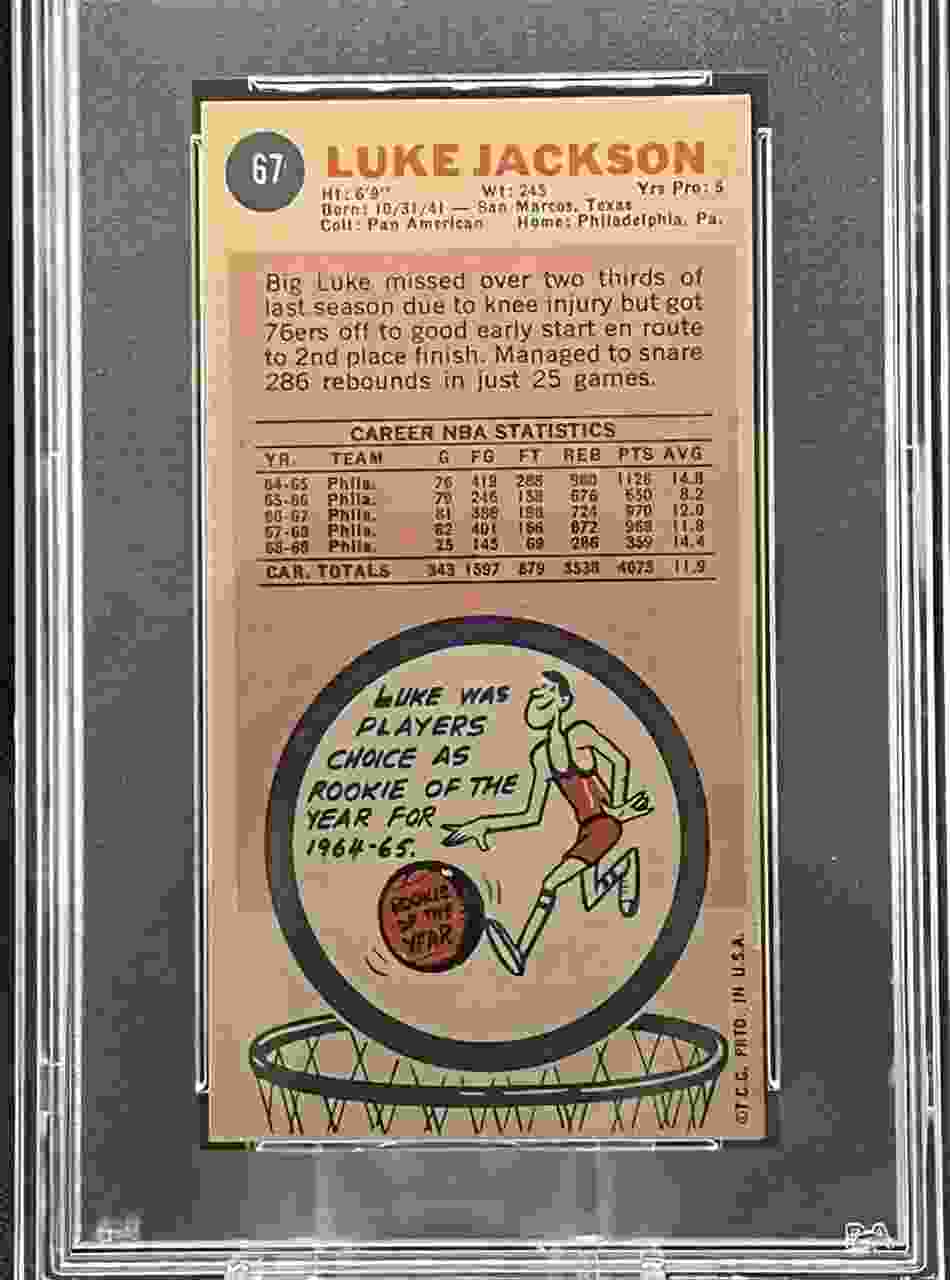 67
LUKE JACKSON
Ht: 6'9" Wt: 245 Yrs Pro: 5
Born: 10/31/41 — San Marcos, Texas
Coll: Pan American Home: Philadelphia, Pa.
Big Luke missed over two thirds of
last season due to knee injury but got
76ers off to good early start en route
to 2nd place finish. Managed to snare
286 rebounds in just 25 games.
CAREER NBA STATISTICS
YR. TEAM G FG FT REB PTS AVG
64-65 Phila. 76 419 288 980 1126 14.8
65-66 Phila. 79 246 158 676 650 8.2
66-67 Phila. 81 386 198 724 970 12.0
67-68 Phila. 82 401 166 872 968 11.8
Phila. 25 145 69 286 359 14.4
CAR. TOTALS 343 1597 879 3538 4073 11.9
LUKE WAS
PLAYERS
CHOICE AS
ROOKIE OF THE
YEAR FOR
1964-65.
ROOKIE
OF THE
YEAR
©T.C.G. PRTD. IN U.S.A.